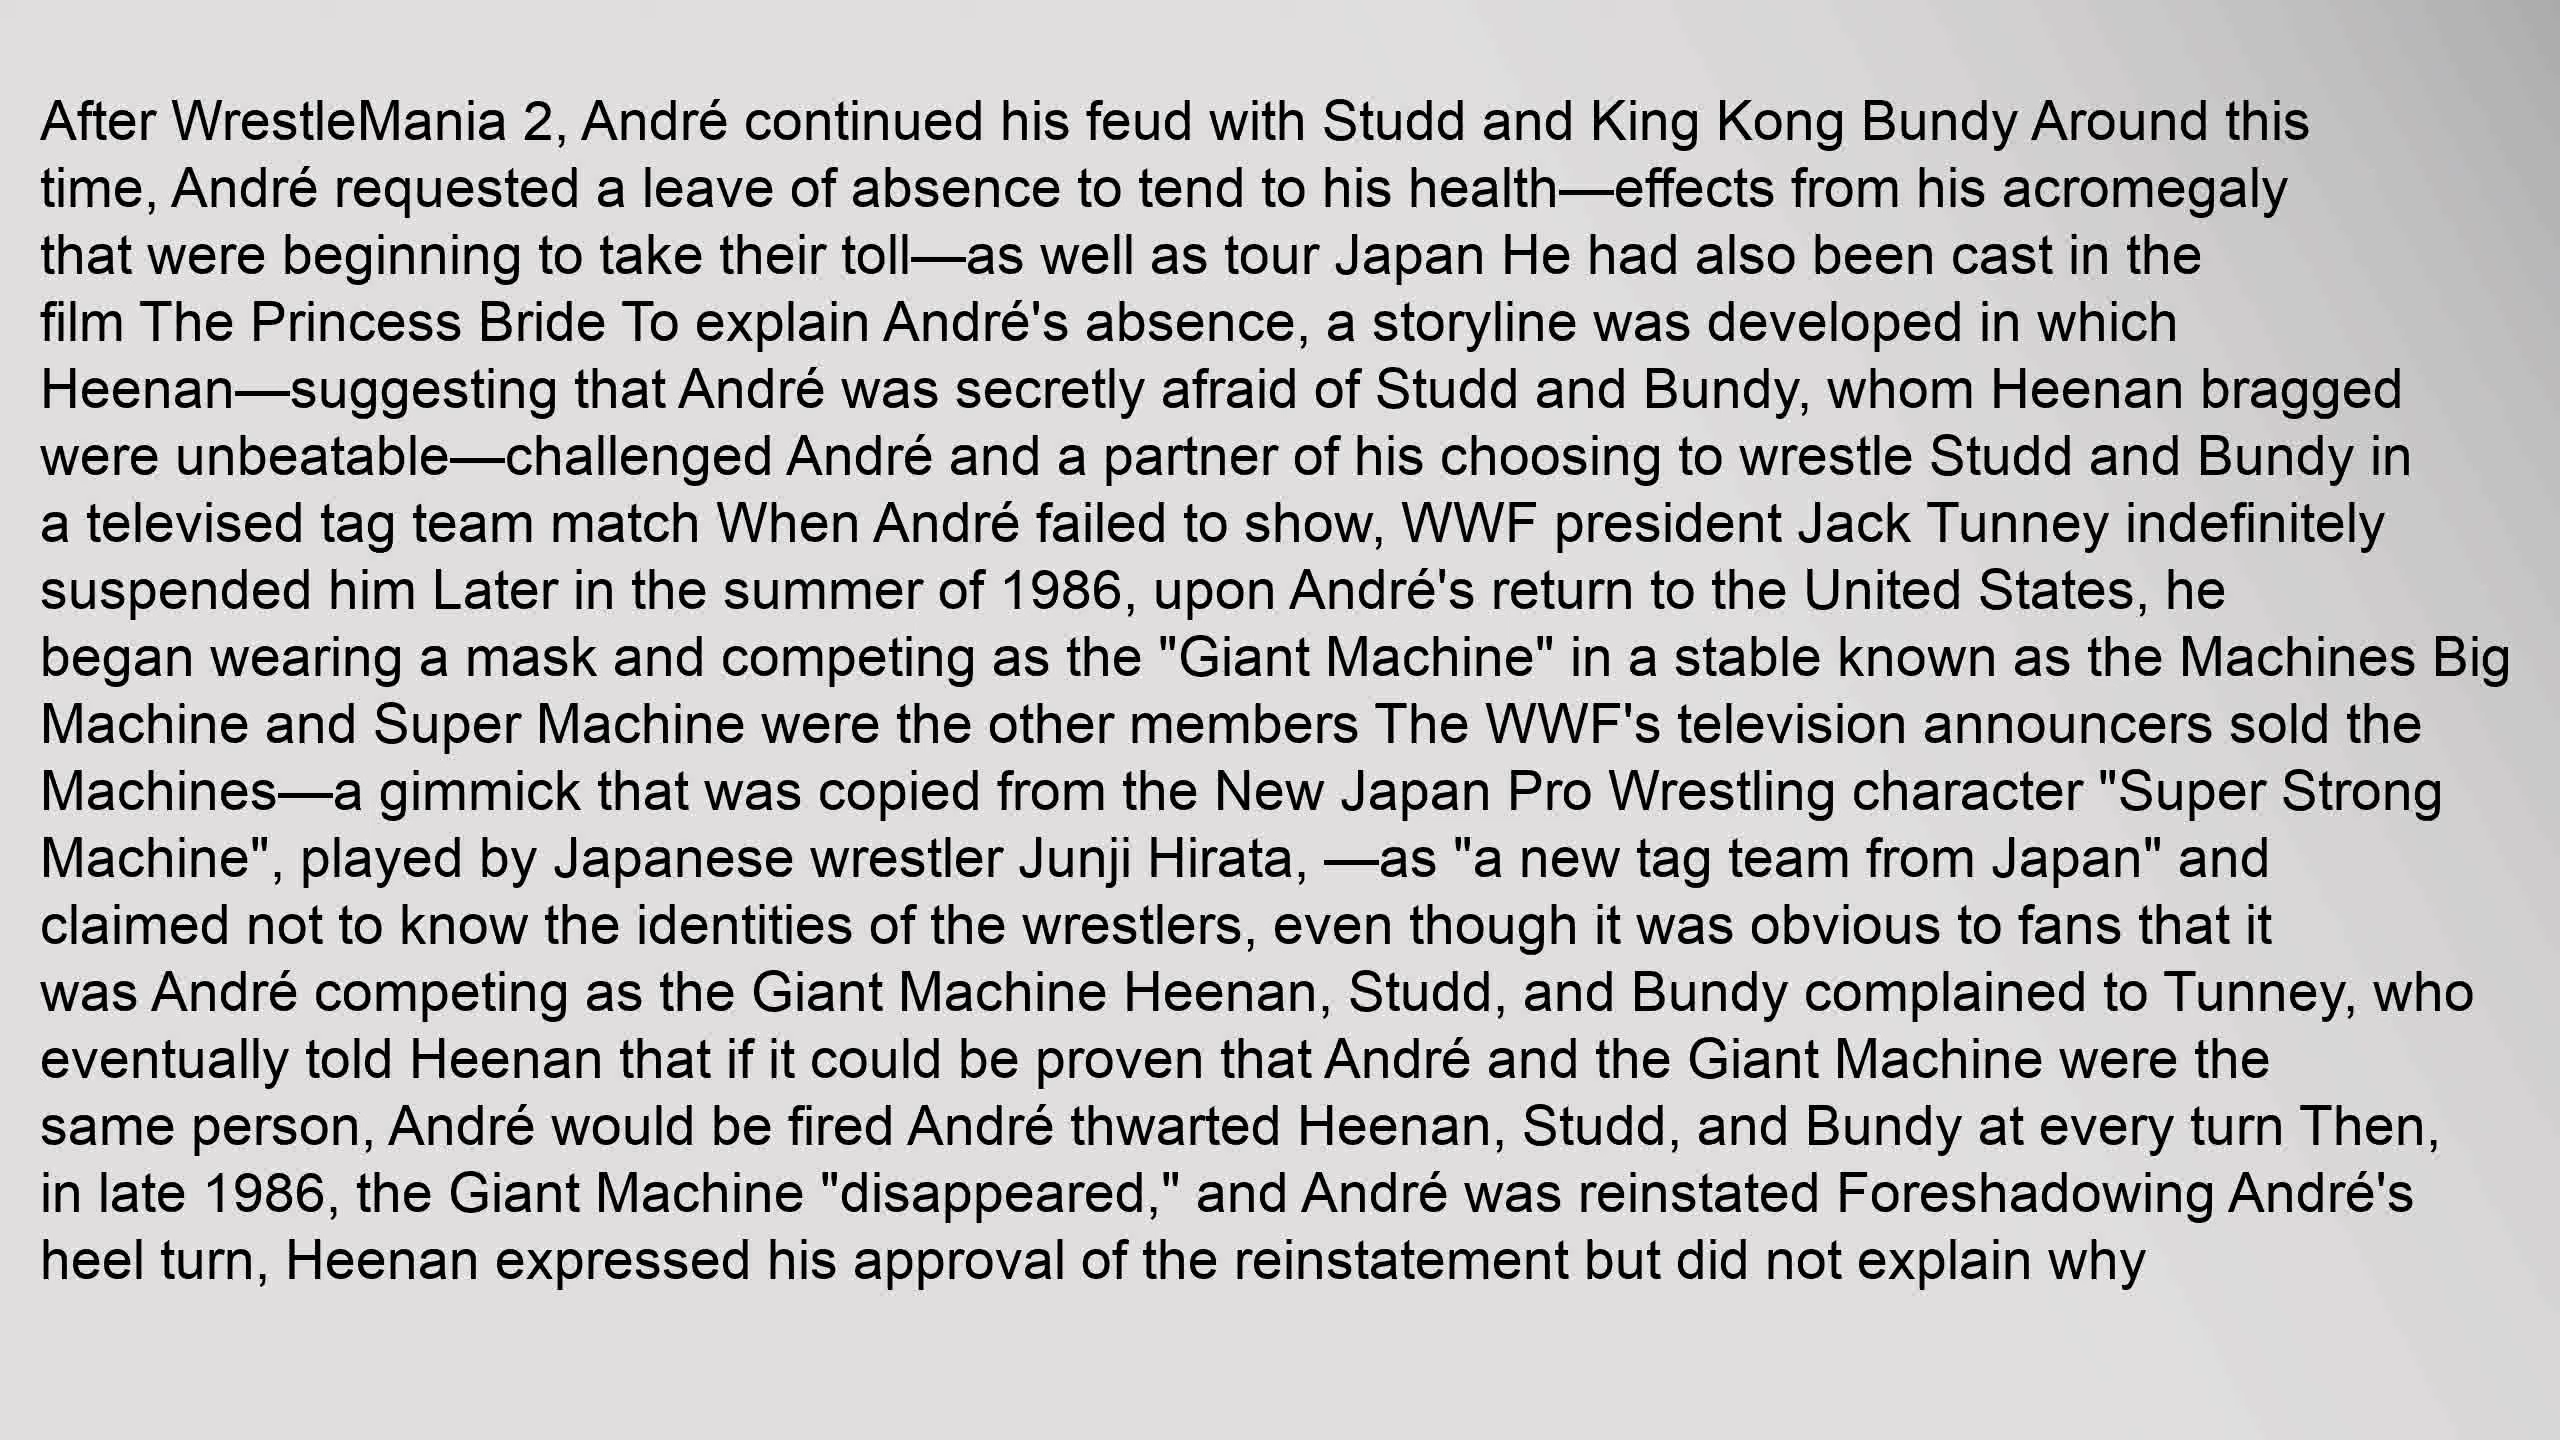 After WrestleMania 2, André continued his feud with Studd and King Kong Bundy Around this
time, André requested a leave of absence to tend to his health—effects from his acromegaly
that were beginning to take their toll—as well as tour Japan He had also been cast in the
film The Princess Bride To explain André's absence, a storyline was developed in which
Heenan—suggesting that André was secretly afraid of Studd and Bundy, whom Heenan bragged
were unbeatable—challenged André and a partner of his choosing to wrestle Studd and Bundy in
a televised tag team match When André failed to show, WWF president Jack Tunney indefinitely
suspended him Later in the summer of 1986, upon André's return to the United States, he
began wearing a mask and competing as the "Giant Machine" in a stable known as the Machines Big
Machine and Super Machine were the other members The WWF's television announcers sold the
Machines—a gimmick that was copied from the New Japan Pro Wrestling character "Super Strong
Machine", played by Japanese wrestler Junji Hirata, —as "a new tag team from Japan" and
claimed not to know the identities of the wrestlers, even though it was obvious to fans that it
was André competing as the Giant Machine Heenan, Studd, and Bundy complained to Tunney, who
eventually told Heenan that if it could be proven that André and the Giant Machine were the
same person, André would be fired André thwarted Heenan, Studd, and Bundy at every turn Then,
in late 1986, the Giant Machine "disappeared," and André was reinstated Foreshadowing André's
heel turn, Heenan expressed his approval of the reinstatement but did not explain why